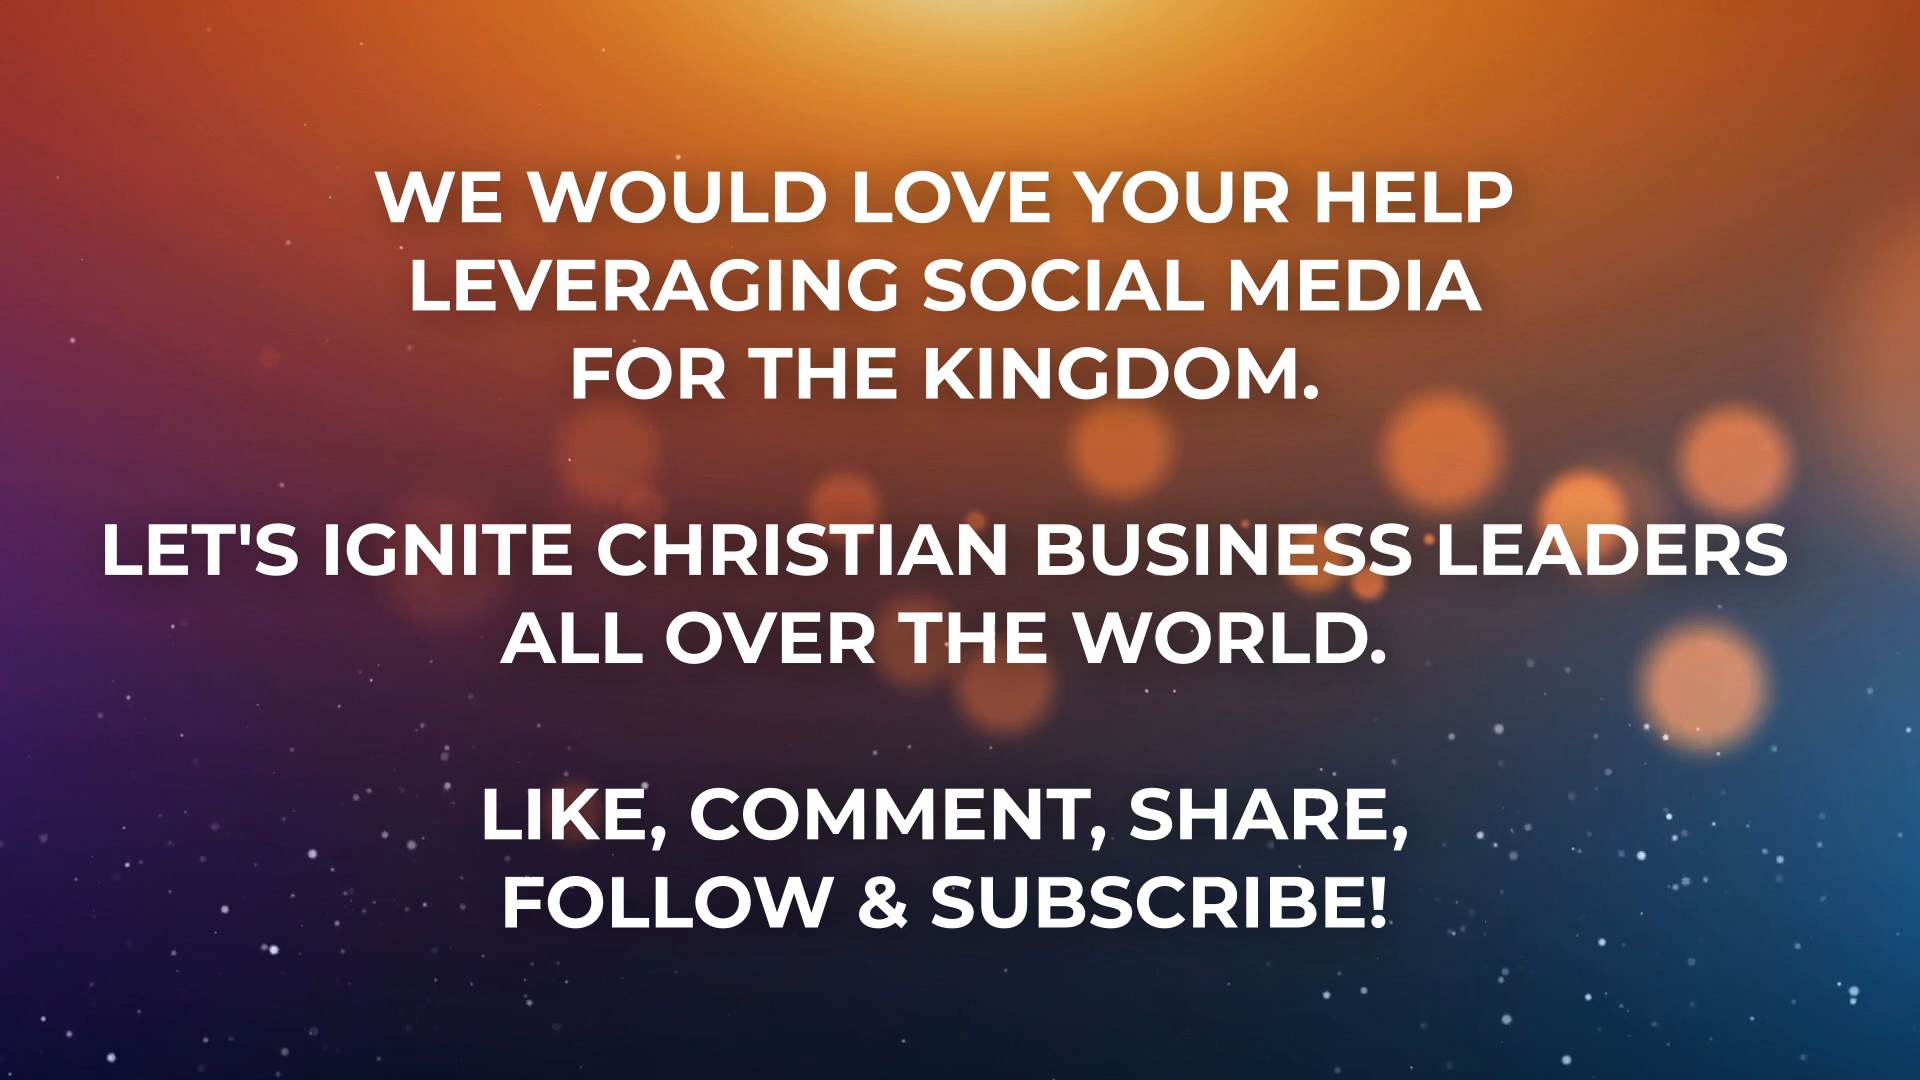 WE WOULD LOVE YOUR HELP
LEVERAGING SOCIAL MEDIA
FOR THE KINGDOM.
LET'S IGNITE CHRISTIAN BUSINESS LEADERS
ALL OVER THE WORLD.
LIKE, COMMENT, SHARE,
FOLLOW & SUBSCRIBE!